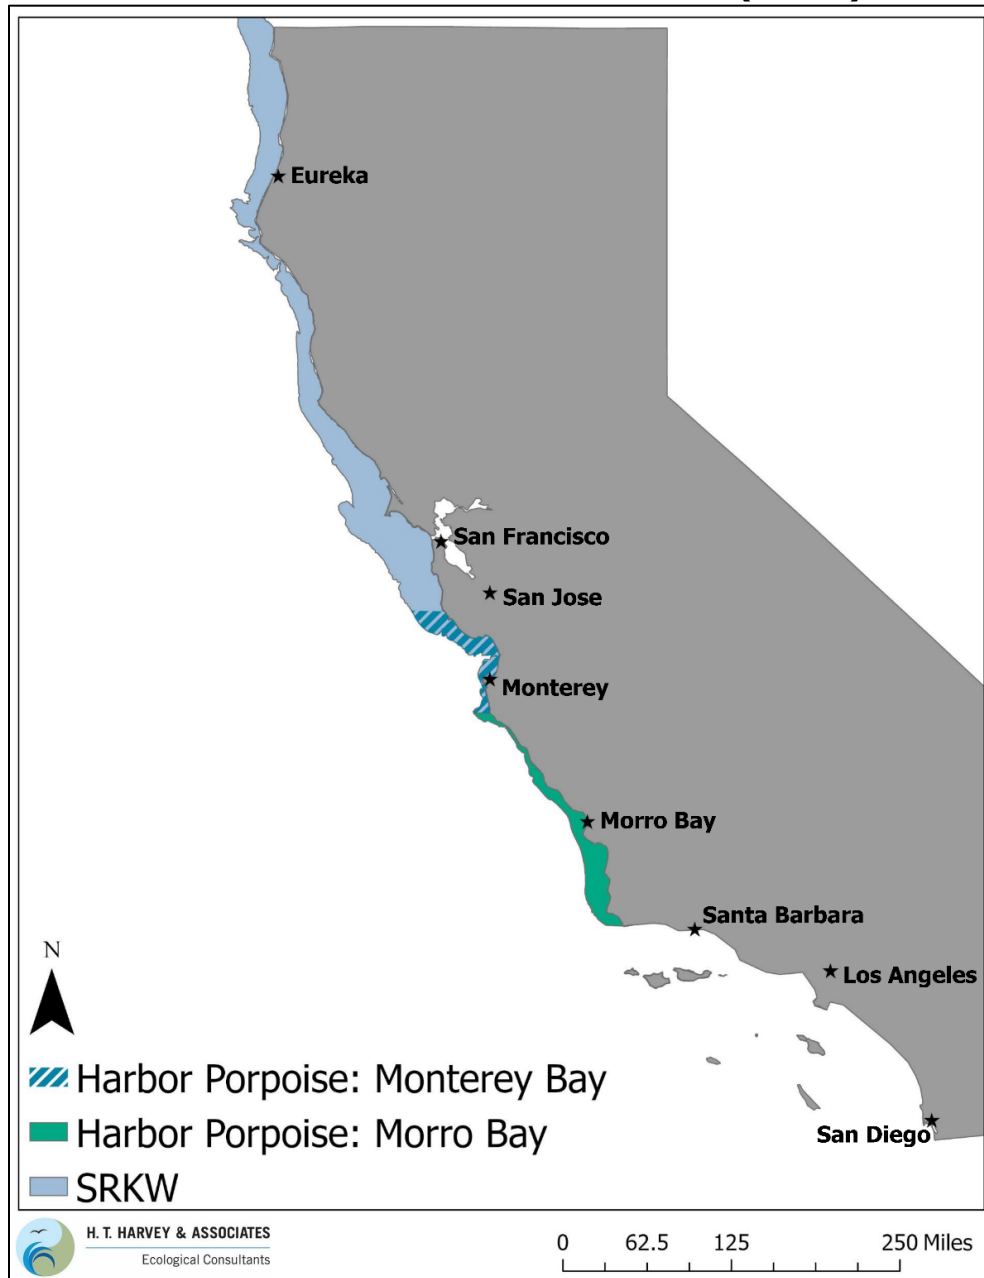 Eureka
San Francisco
San Jose
Monterey
Morro Bay
Santa Barbara
Los Angeles
San Diego
N
Harbor Porpoise: Monterey Bay
Harbor Porpoise: Morro Bay
SRKW
H. T. HARVEY & ASSOCIATES
Ecological Consultants
0 62.5 125 250 Miles